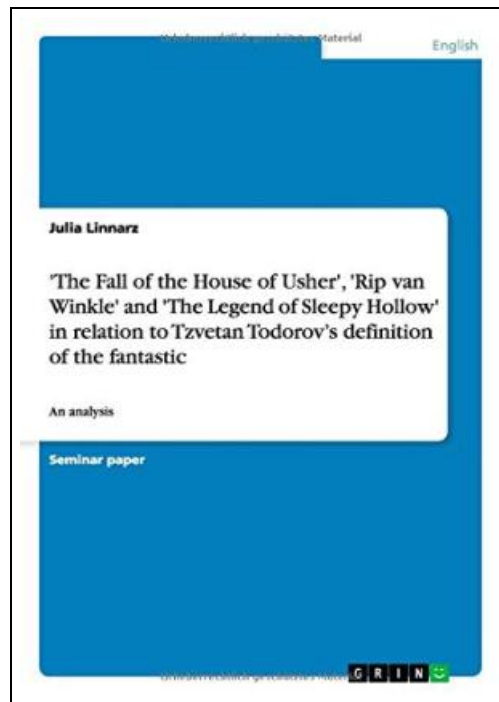 English
Julia Linnarz
'The Fall of the House of Usher', 'Rip van
Winkle' and 'The Legend of Sleepy Hollow'
in relation to Tzvetan Todorov's definition
of the fantastic
An analysis
Seminar paper
GRIN